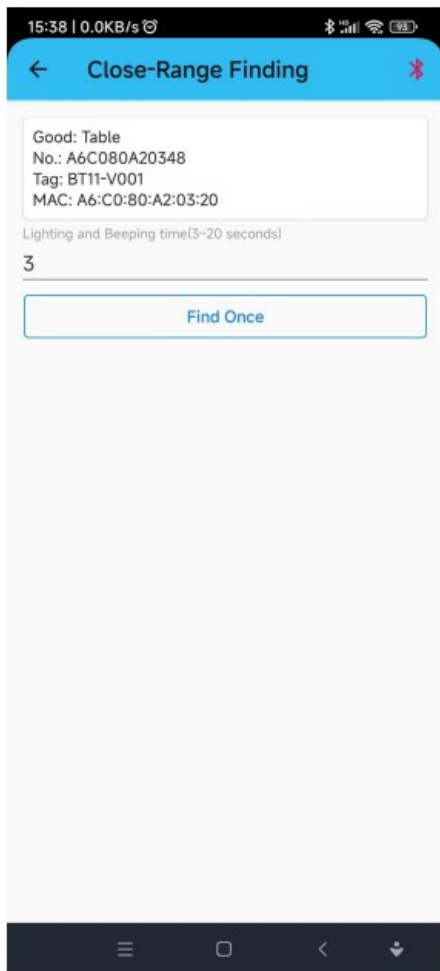 15:38 | 0.0KB/s
93
Close-Range Finding
Good: Table
No.: A6C080A20348
Tag: BT11-V001
MAC: A6:C0:80:A2:03:20
Lighting and Beeping time(3-20 seconds)
3
Find Once